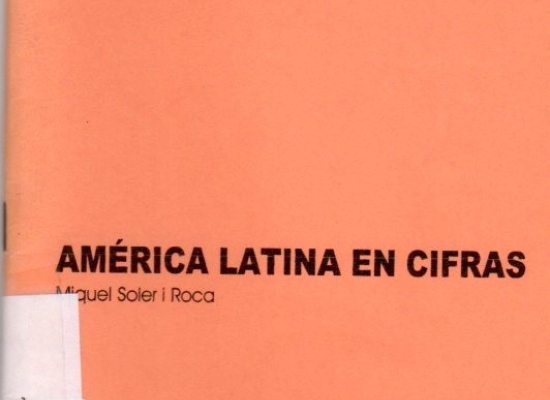 AMÉRICA LATINA EN CIFRAS
Miquel Soler i Roca